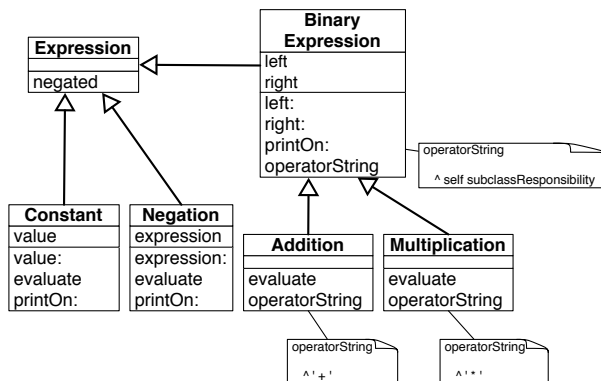 Expression
negated
Binary
Expression
left
right
left:
right:
printOn:
operatorString
operatorString
^ self subclassResponsibility
Constant
value
value:
evaluate
printOn:
Negation
expression
expression:
evaluate
printOn:
Addition
evaluate
operatorString
Multiplication
evaluate
operatorString
operatorString
^ ' + '
operatorString
^ ' * '